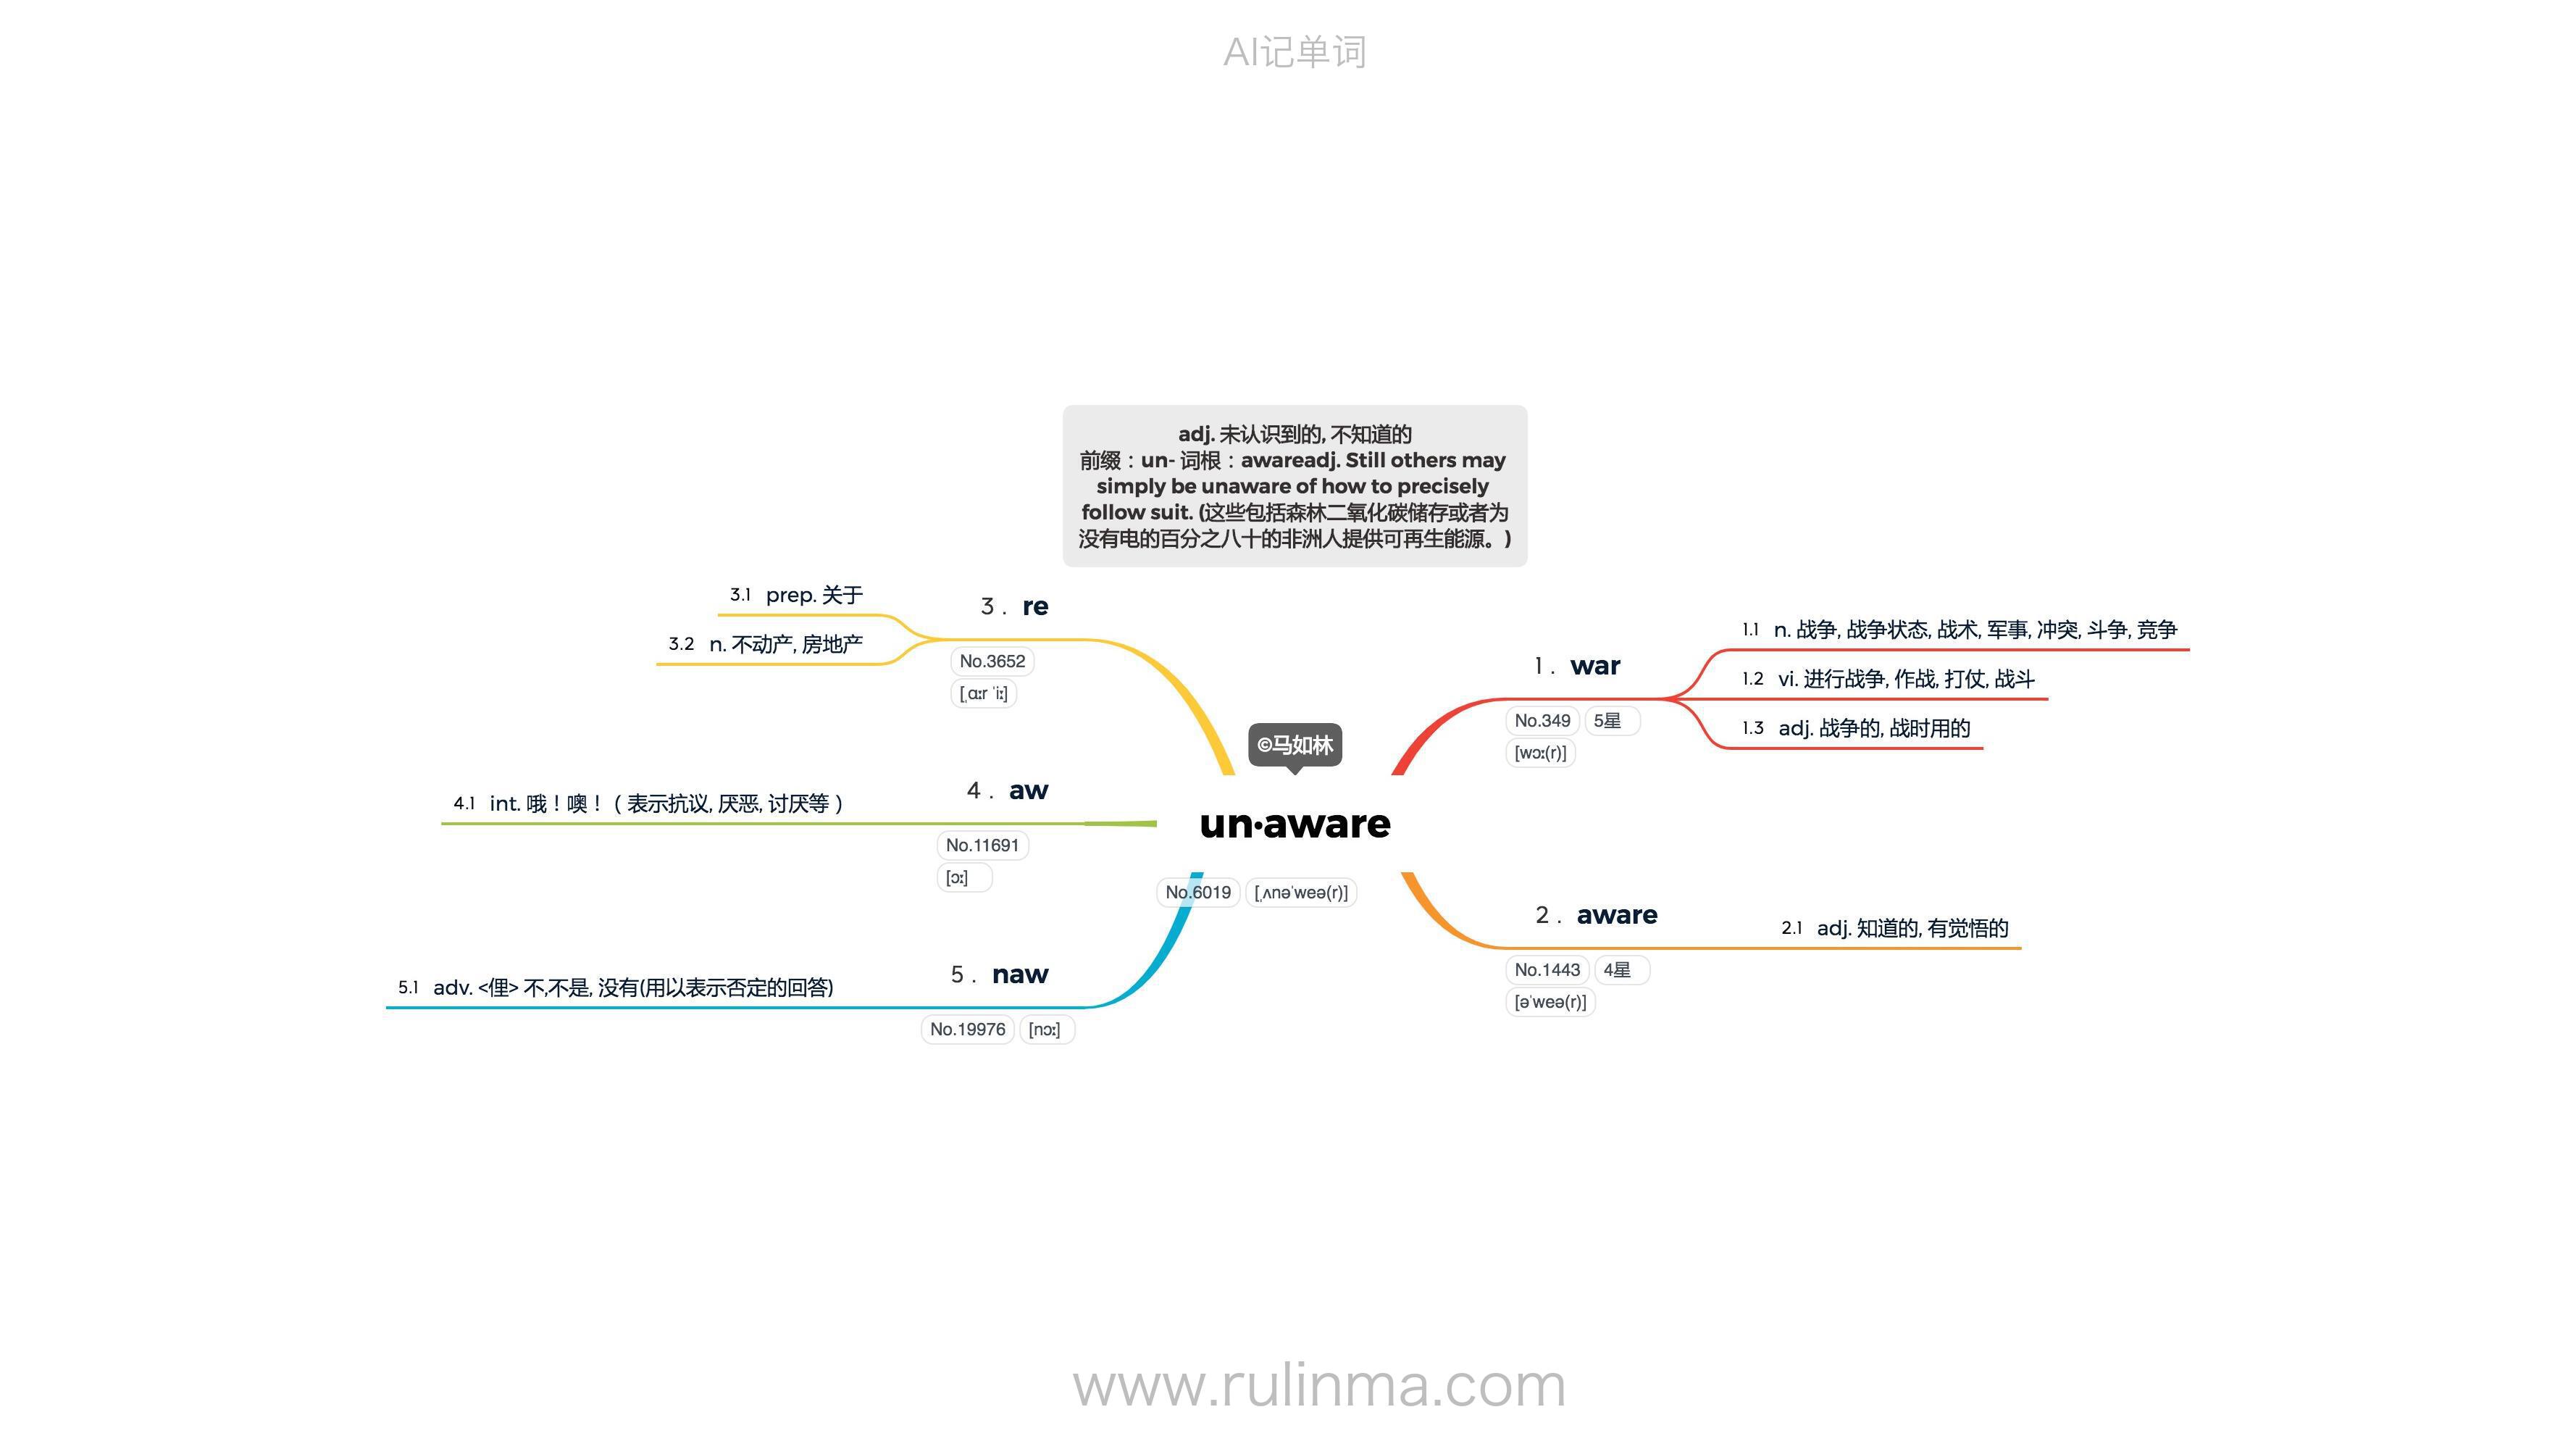 AI记单词
adj. 未认识到的, 不知道的
前缀：un- 词根：awareadj. Still others may
simply be unaware of how to precisely
follow suit. (这些包括森林二氧化碳储存或者为
没有电的百分之八十的非洲人提供可再生能源。)
©马如林
un·aware
No.6019 [ˌʌnəˈweə(r)]
1. war
No.349 5星
[wɔː(r)]
1.1 n. 战争, 战争状态, 战术, 军事, 冲突, 斗争, 竞争
1.2 vi. 进行战争, 作战, 打仗, 战斗
1.3 adj. 战争的, 战时用的
2. aware
No.1443 4星
[əˈweə(r)]
2.1 adj. 知道的, 有觉悟的
3. re
No.3652
[ˌɑːr ˈiː]
3.1 prep. 关于
3.2 n. 不动产, 房地产
4. aw
No.11691
[ɔː]
4.1 int. 哦！噢！（表示抗议, 厌恶, 讨厌等）
5. naw
No.19976 [nɔː]
5.1 adv. <俚> 不,不是, 没有(用以表示否定的回答)
www.rulinma.com